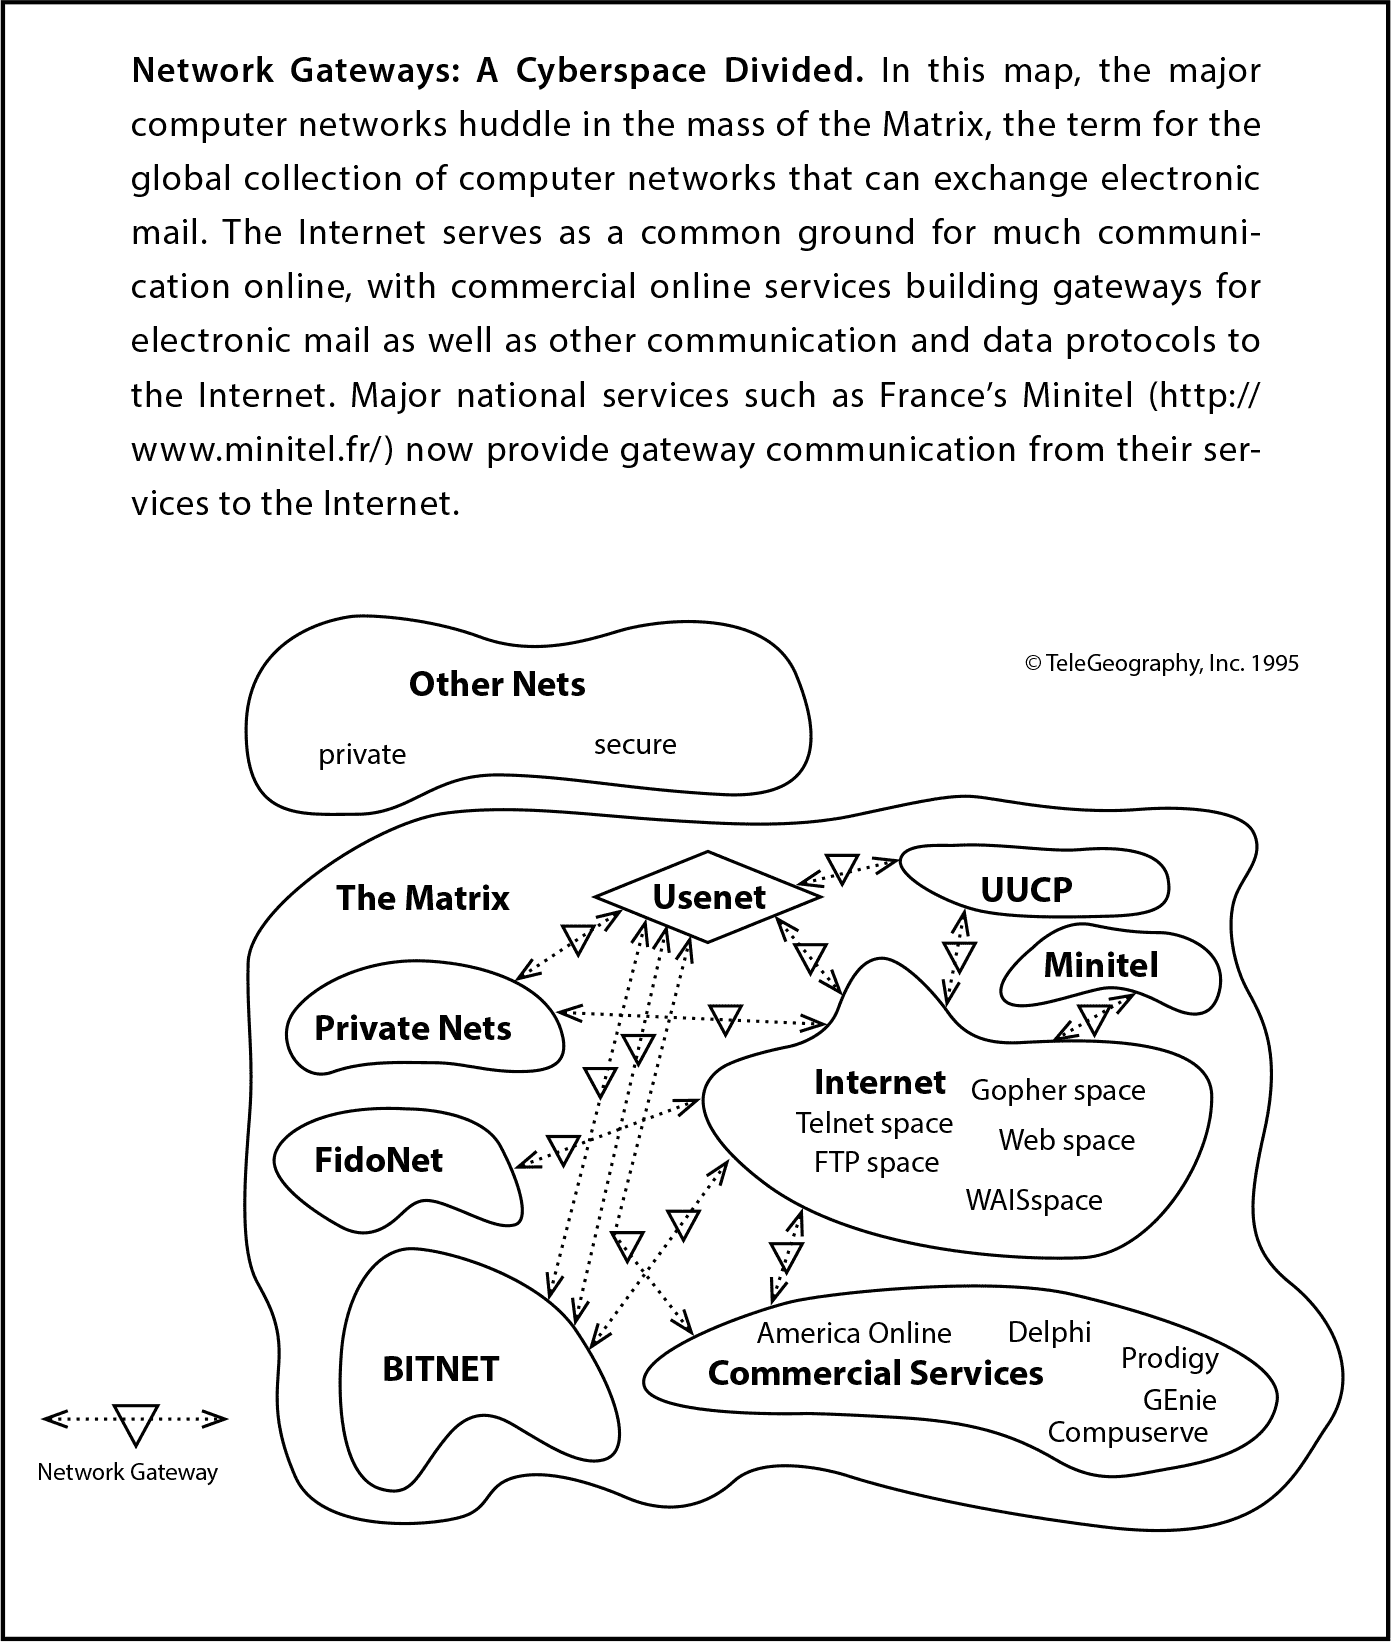 Network Gateways: A Cyberspace Divided. In this map, the major
computer networks huddle in the mass of the Matrix, the term for the
global collection of computer networks that can exchange electronic
mail. The Internet serves as a common ground for much communi-
cation online, with commercial online services building gateways for
electronic mail as well as other communication and data protocols to
the Internet. Major national services such as France’s Minitel (http://
www.minitel.fr/) now provide gateway communication from their ser-
vices to the Internet.
© TeleGeography, Inc. 1995
Other Nets
private
secure
The Matrix
Usenet
UUCP
Minitel
Private Nets
Internet
Gopher space
Telnet space
Web space
FTP space
WAISspace
FidoNet
BITNET
America Online
Delphi
Commercial Services
Prodigy
GEnie
Compuserve
Network Gateway